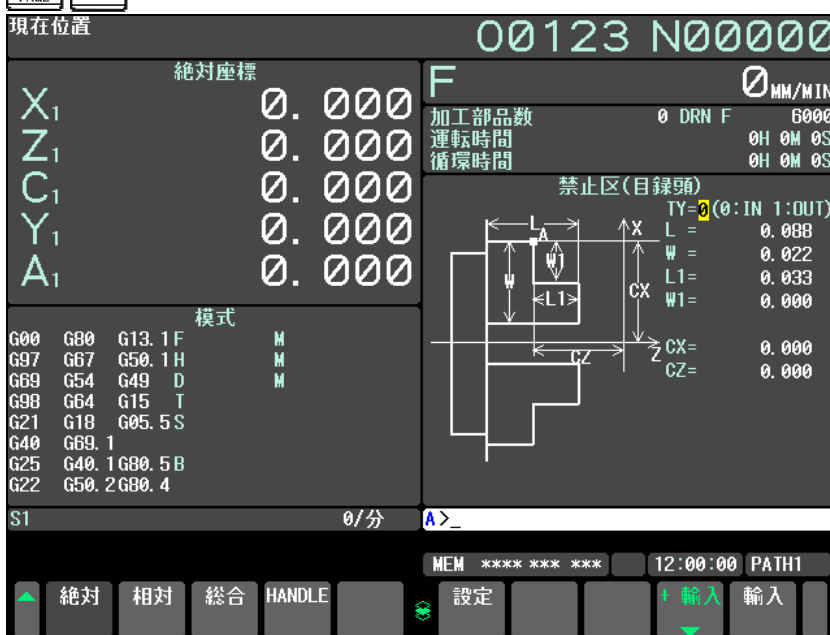 現在位置
O0123 N00000
絶対座標
X1 0.000
Z1 0.000
C1 0.000
Y1 0.000
A1 0.000
F 0 MM/MIN
加工部品数 0 DRN F 6000
運転時間 0H 0M 0S
循環時間 0H 0M 0S
禁止区(目録頭)
TY=0(0:IN 1:OUT)
L = 0.088
W = 0.022
L1= 0.033
W1= 0.000
CX= 0.000
CZ= 0.000
L
A
X
W
W1
L1
CX
CZ
Z
模式
G00 G80 G13.1 F M
G97 G67 G50.1 H M
G69 G54 G49 D M
G98 G64 G15 T
G21 G18 G05.5 S
G40 G69.1
G25 G40.1 G80.5 B
G22 G50.2 G80.4
S1 0/分
A>_
MEM **** *** *** 12:00:00 PATH1
絶対 相対 総合 HANDLE 設定 +輸入 輸入